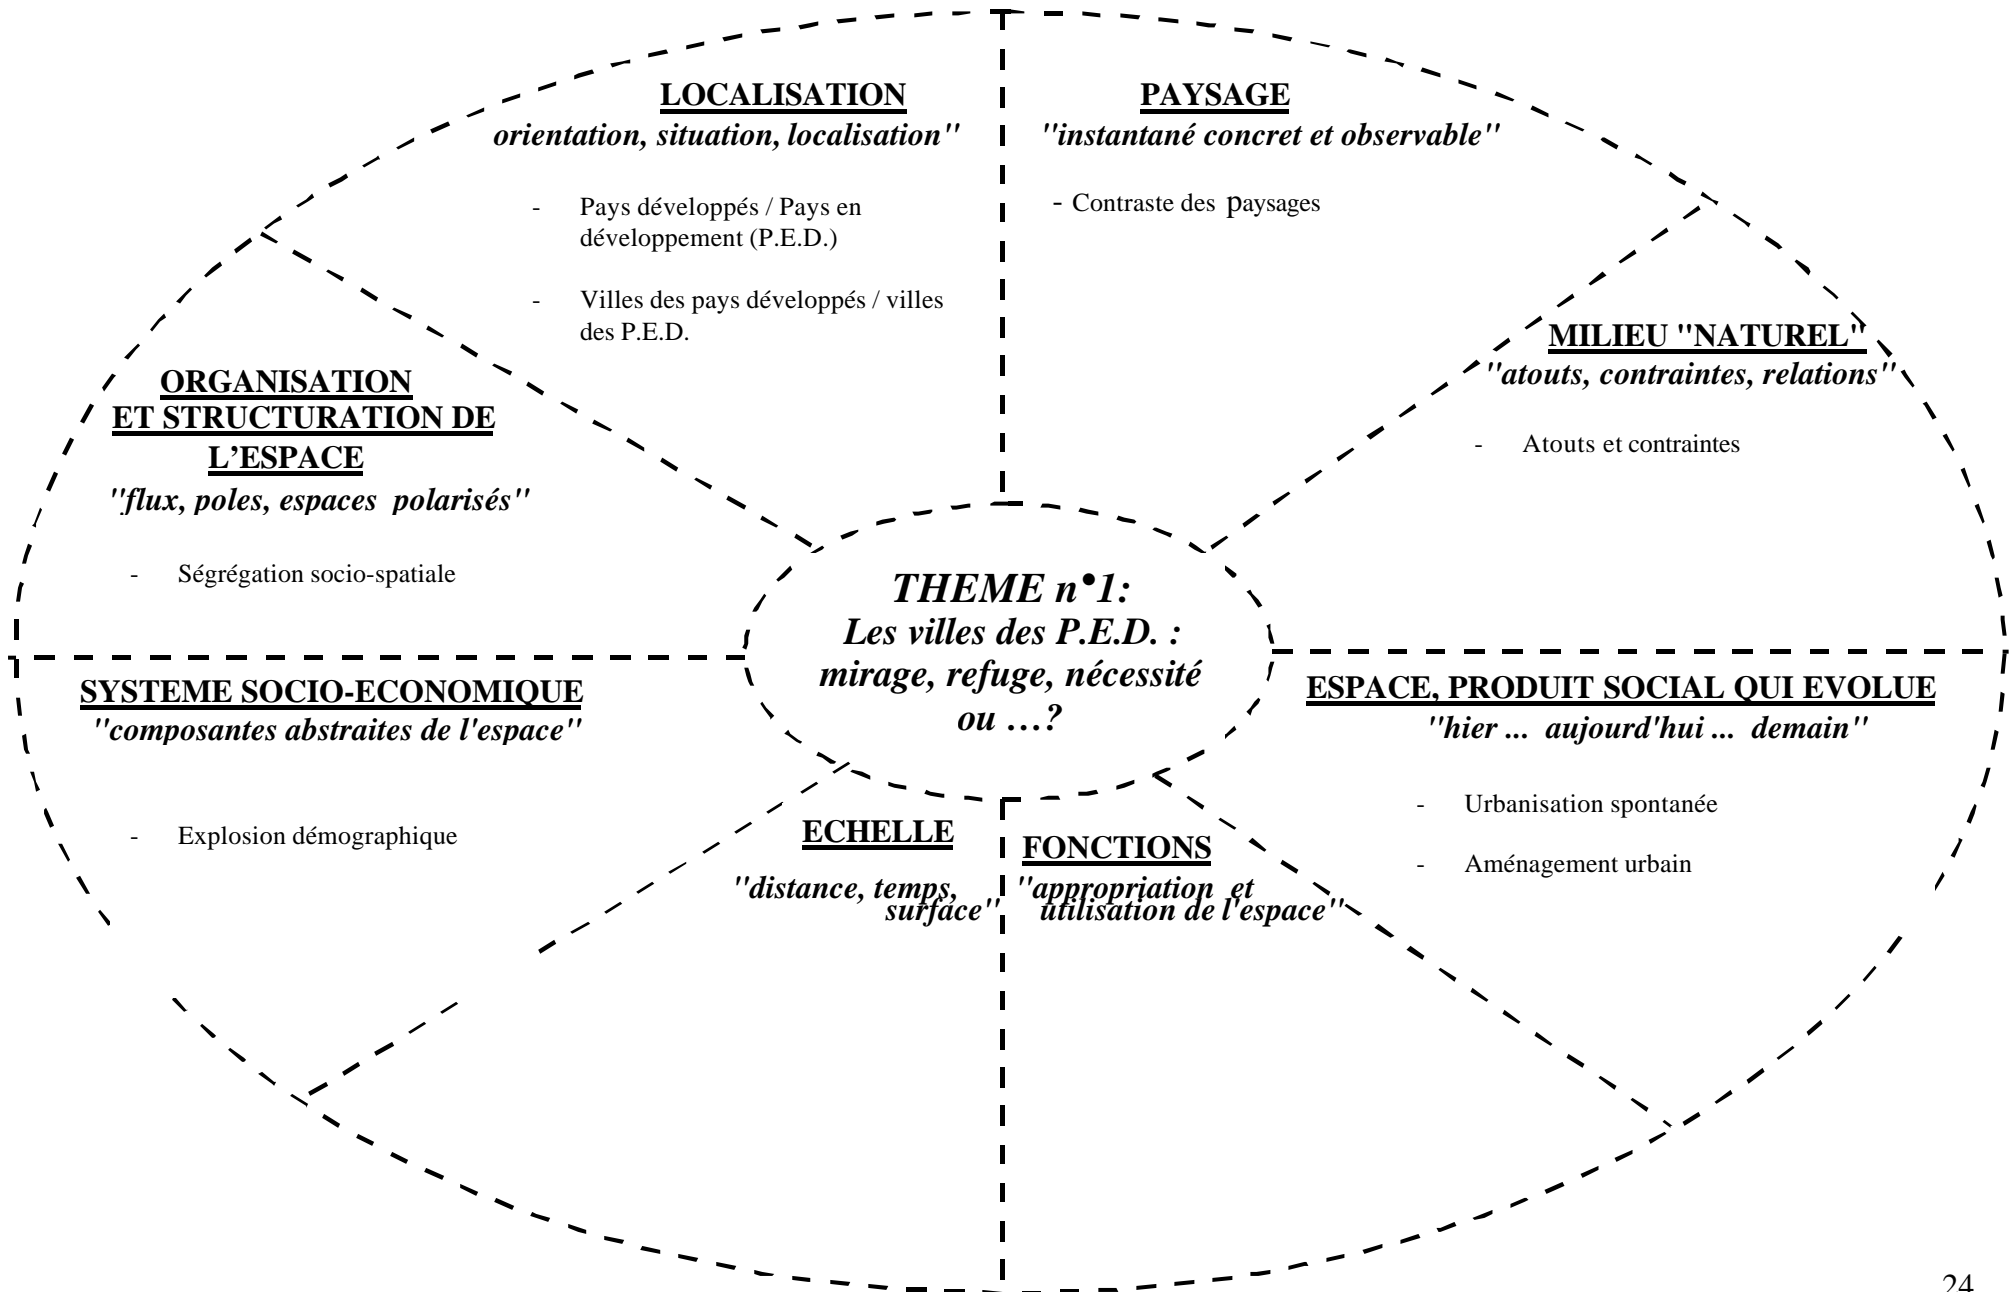 LOCALISATION
orientation, situation, localisation"
- Pays développés / Pays en
développement (P.E.D.)
- Villes des pays développés / villes
des P.E.D.
PAYSAGE
"instantané concret et observable"
- Contraste des paysages
MILIEU "NATUREL"
"atouts, contraintes, relations"
- Atouts et contraintes
ORGANISATION
ET STRUCTURATION DE
L'ESPACE
"flux, poles, espaces polarisés"
- Ségrégation socio-spatiale
THEME n•1:
Les villes des P.E.D. :
mirage, refuge, nécessité
ou …?
SYSTEME SOCIO-ECONOMIQUE
"composantes abstraites de l'espace"
- Explosion démographique
ESPACE, PRODUIT SOCIAL QUI EVOLUE
"hier ... aujourd'hui ... demain"
- Urbanisation spontanée
- Aménagement urbain
ECHELLE
"distance, temps,
surface"
FONCTIONS
"appropriation et
utilisation de l'espace"
24